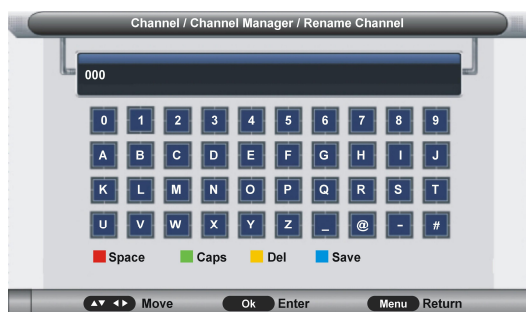 Channel / Channel Manager / Rename Channel
000
0 1 2 3 4 5 6 7 8 9
A B C D E F G H I J
K L M N O P Q R S T
U V W X Y Z _ @ - #
Space Caps Del Save
Move Ok Enter Menu Return